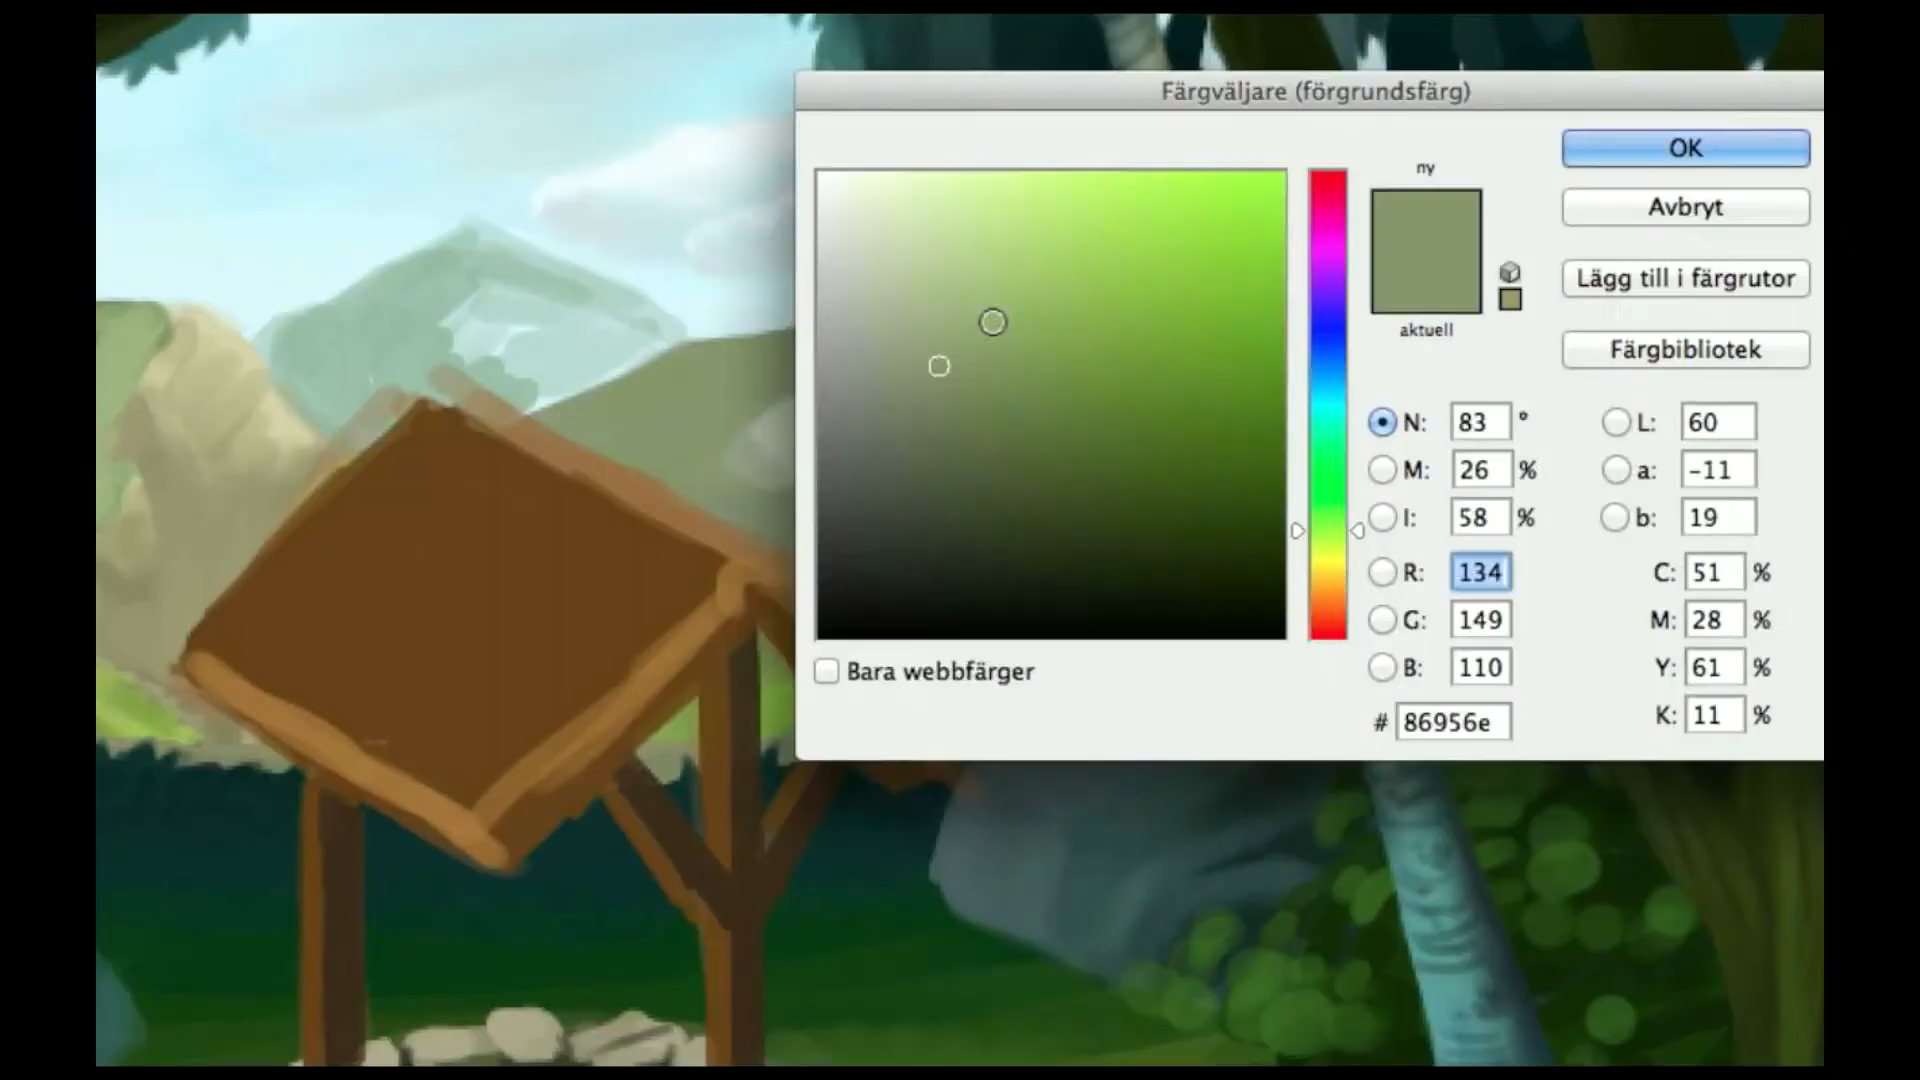 Färgväljare (förgrundsfärg)
ny
OK
Avbryt
Lägg till i färgrutor
aktuell
Färgbibliotek
N: 83 ° L: 60
M: 26 % a: -11
I: 58 % b: 19
R: 134 C: 51 %
G: 149 M: 28 %
B: 110 Y: 61 %
# 86956e K: 11 %
Bara webbfärger